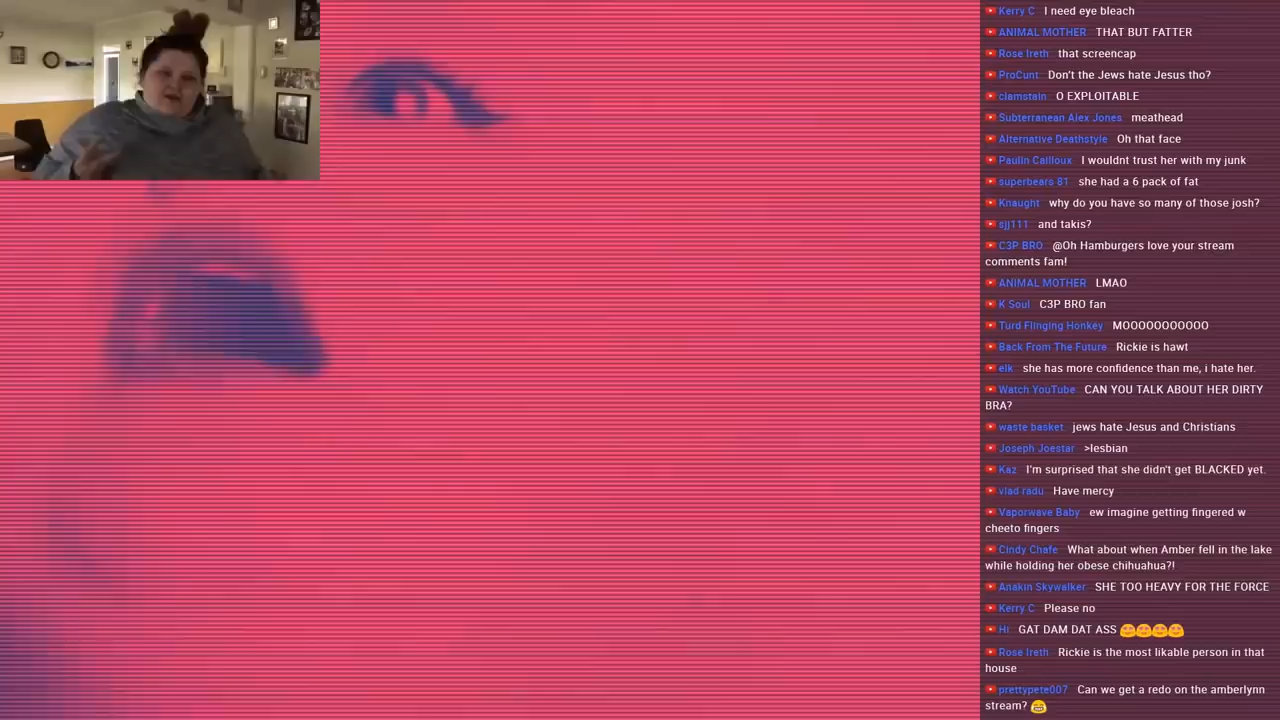 Kerry C I need eye bleach
ANIMAL MOTHER THAT BUT FATTER
Rose Ireth that screencap
ProCunt Don't the Jews hate Jesus tho?
clamstain O EXPLOITABLE
Subterranean Alex Jones meathead
Alternative Deathstyle Oh that face
Paulin Cailloux I wouldnt trust her with my junk
superbears 81 she had a 6 pack of fat
Knaught why do you have so many of those josh?
sjj111 and takis?
C3P BRO @Oh Hamburgers love your stream
comments fam!
ANIMAL MOTHER LMAO
K Soul C3P BRO fan
Turd Flinging Honkey MOOOOOOOOOOO
Back From The Future Rickie is hawt
elk she has more confidence than me, i hate her.
Watch YouTube CAN YOU TALK ABOUT HER DIRTY
BRA?
waste basket jews hate Jesus and Christians
Joseph Joestar >lesbian
Kaz I'm surprised that she didn't get BLACKED yet.
vlad radu Have mercy
Vaporwave Baby ew imagine getting fingered w
cheeto fingers
Cindy Chafe What about when Amber fell in the lake
while holding her obese chihuahua?!
Anakin Skywalker SHE TOO HEAVY FOR THE FORCE
Kerry C Please no
Hi GAT DAM DAT ASS 😍😍😍😍
Rose Ireth Rickie is the most likable person in that
house
prettypete007 Can we get a redo on the amberlynn
stream? 😂